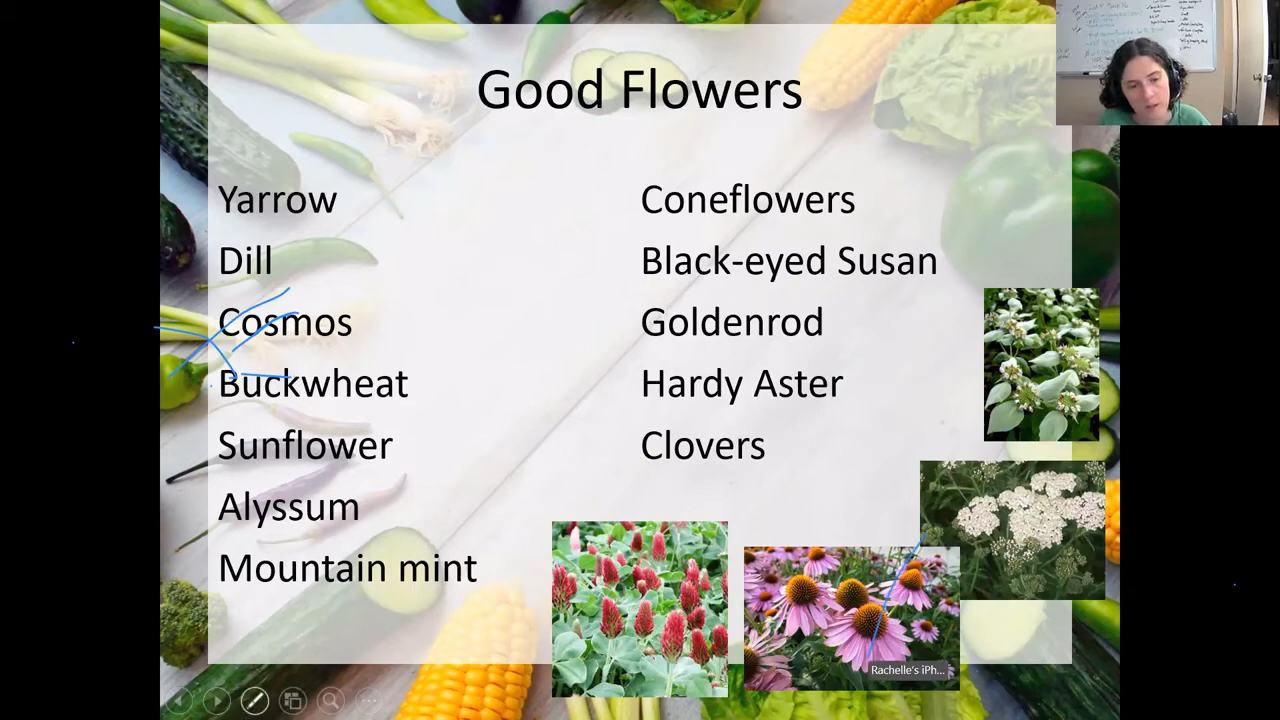 Good Flowers
Yarrow
Dill
Cosmos
Buckwheat
Sunflower
Alyssum
Mountain mint
Coneflowers
Black-eyed Susan
Goldenrod
Hardy Aster
Clovers
Rachelle's iPh...